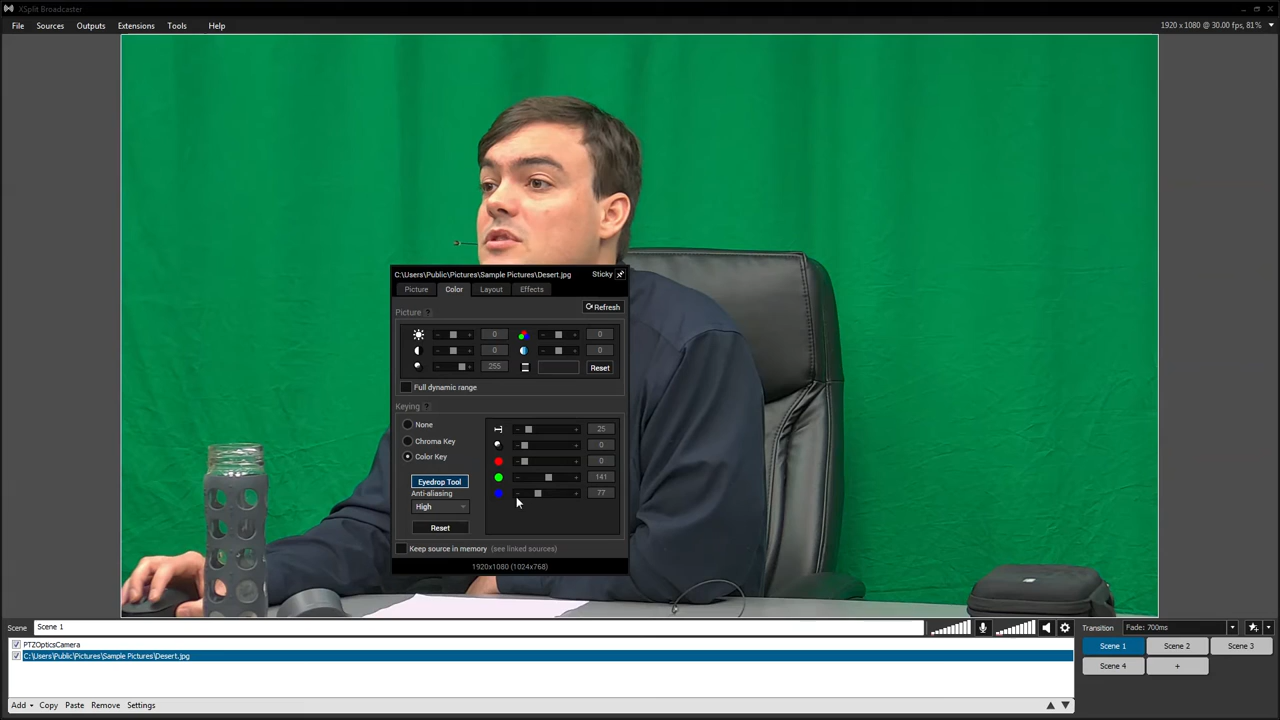 XSplit Broadcaster
File Sources Outputs Extensions Tools Help
1920 x 1080 @ 30.00 fps, 81%
C:\Users\Public\Pictures\Sample Pictures\Desert.jpg Sticky
Picture Color Layout Effects
Refresh
Picture ?
0 0
0 0
255 Reset
Full dynamic range
Keying ?
None
Chroma Key
Color Key
Eyedrop Tool
Anti-aliasing
High
Reset
25
0
0
141
77
Keep source in memory (see linked sources)
1920x1080 (1024x768)
Scene Scene 1
Transition Fade: 700ms
PTZOpticsCamera
C:\Users\Public\Pictures\Sample Pictures\Desert.jpg
Scene 1 Scene 2 Scene 3
Scene 4 +
Add Copy Paste Remove Settings